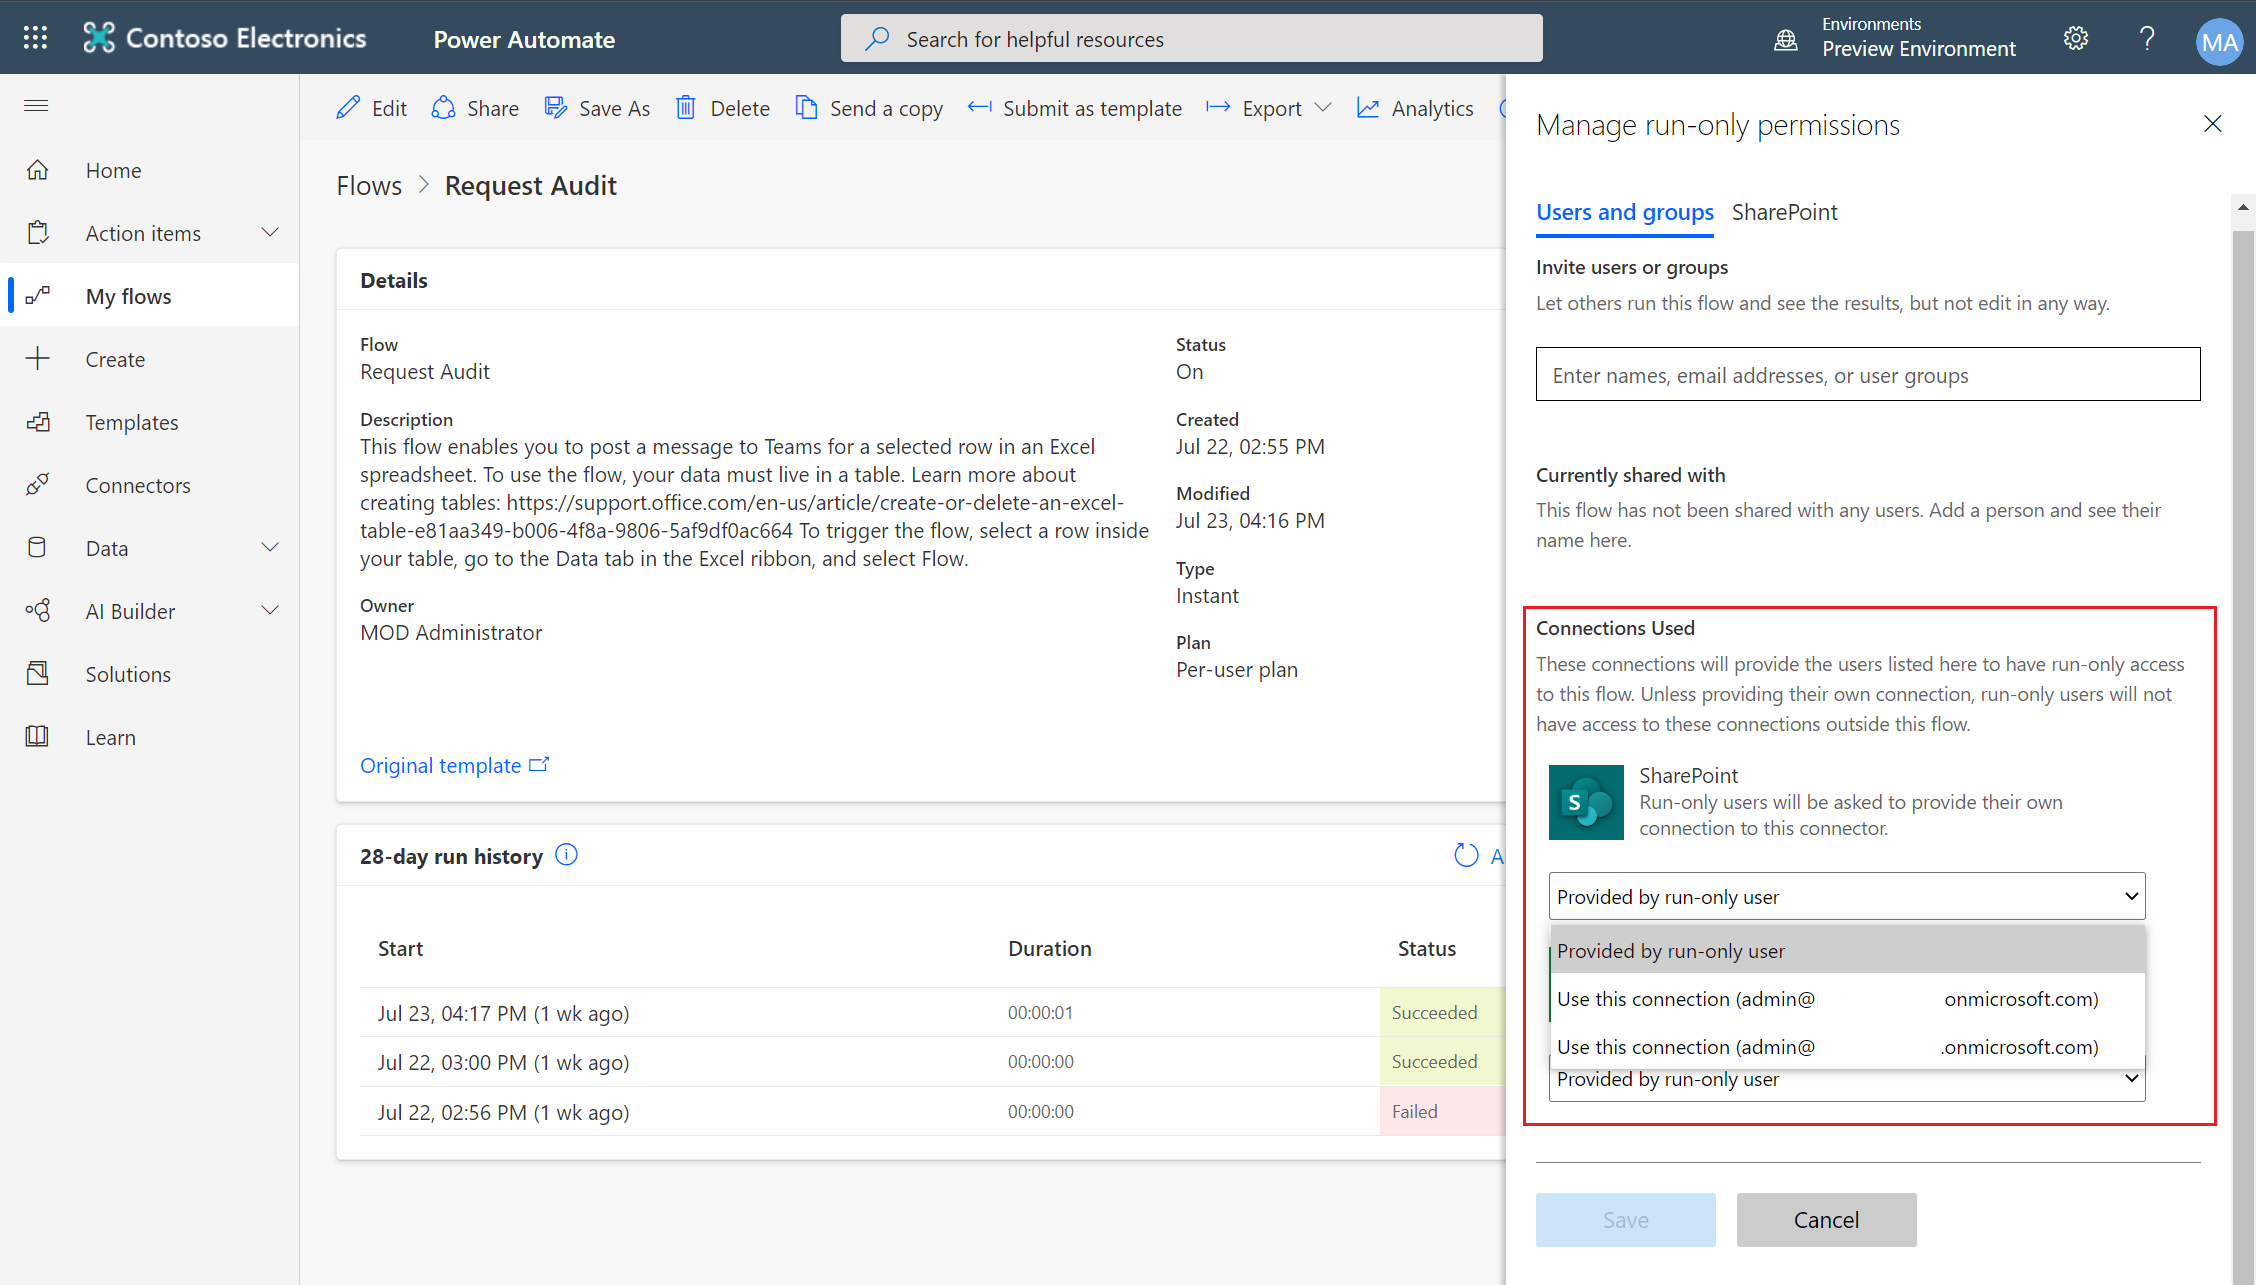 Contoso Electronics
Power Automate
Search for helpful resources
Environments
Preview Environment
MA
Home
Action items
My flows
Create
Templates
Connectors
Data
AI Builder
Solutions
Learn
Edit
Share
Save As
Delete
Send a copy
Submit as template
Export
Analytics
Flows > Request Audit
Details
Flow
Request Audit
Description
This flow enables you to post a message to Teams for a selected row in an Excel
spreadsheet. To use the flow, your data must live in a table. Learn more about
creating tables: https://support.office.com/en-us/article/create-or-delete-an-excel-
table-e81aa349-b006-4f8a-9806-5af9df0ac664 To trigger the flow, select a row inside
your table, go to the Data tab in the Excel ribbon, and select Flow.
Owner
MOD Administrator
Status
On
Created
Jul 22, 02:55 PM
Modified
Jul 23, 04:16 PM
Type
Instant
Plan
Per-user plan
Original template
28-day run history
A
Start Duration Status
Jul 23, 04:17 PM (1 wk ago) 00:00:01 Succeeded
Jul 22, 03:00 PM (1 wk ago) 00:00:00 Succeeded
Jul 22, 02:56 PM (1 wk ago) 00:00:00 Failed
Manage run-only permissions
Users and groups SharePoint
Invite users or groups
Let others run this flow and see the results, but not edit in any way.
Enter names, email addresses, or user groups
Currently shared with
This flow has not been shared with any users. Add a person and see their
name here.
Connections Used
These connections will provide the users listed here to have run-only access
to this flow. Unless providing their own connection, run-only users will not
have access to these connections outside this flow.
S
SharePoint
Run-only users will be asked to provide their own
connection to this connector.
Provided by run-only user
Provided by run-only user
Use this connection (admin@ onmicrosoft.com)
Use this connection (admin@ .onmicrosoft.com)
Provided by run-only user
Save
Cancel